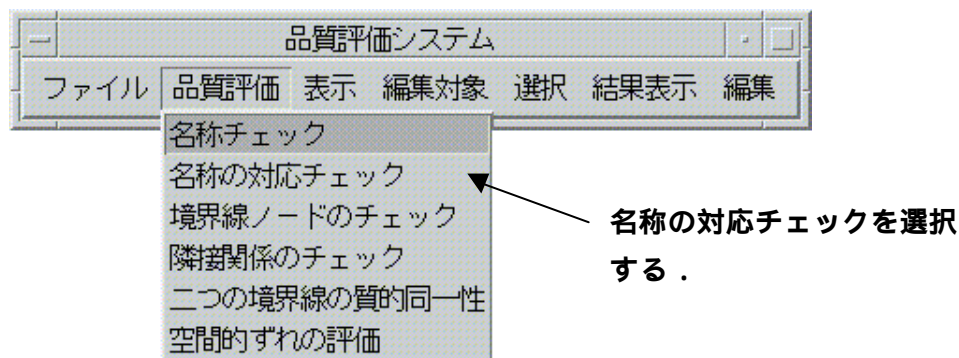 品質評価システム
ファイル 品質評価 表示 編集対象 選択 結果表示 編集
名称チェック
名称の対応チェック
境界線ノードのチェック
隣接関係のチェック
二つの境界線の質的同一性
空間的ずれの評価
名称の対応チェックを選択
する．